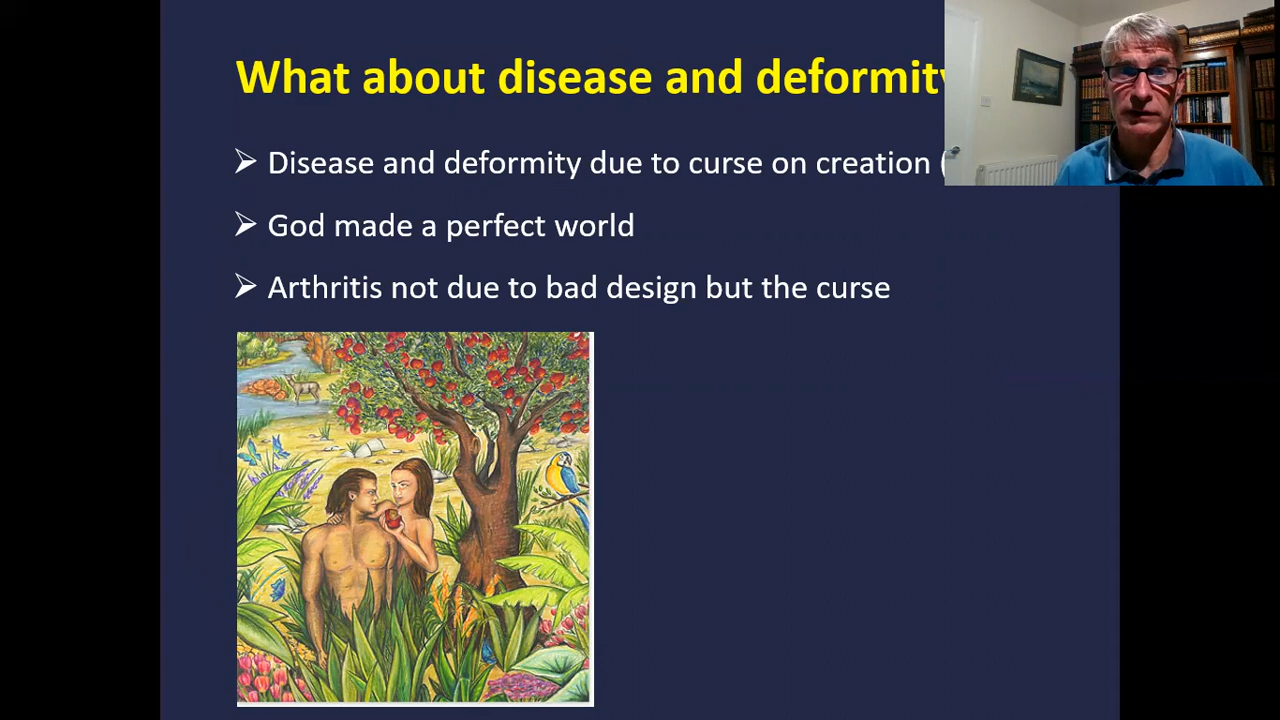 What about disease and deformity
➢ Disease and deformity due to curse on creation (
➢ God made a perfect world
➢ Arthritis not due to bad design but the curse